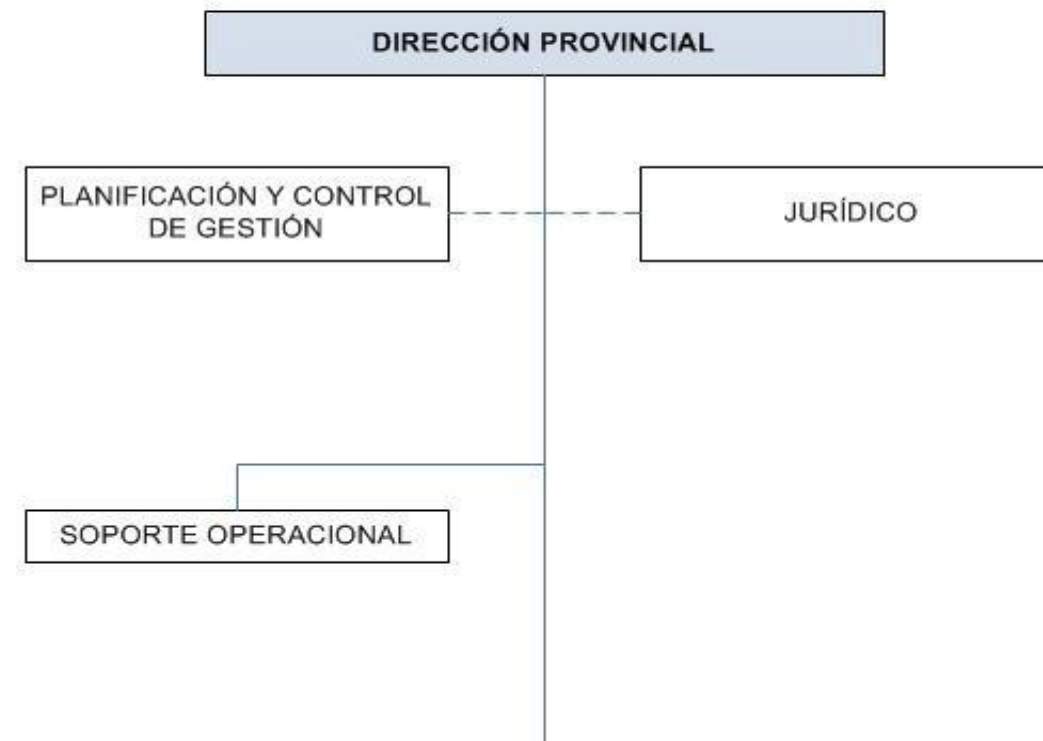 DIRECCIÓN PROVINCIAL
PLANIFICACIÓN Y CONTROL
DE GESTIÓN
JURÍDICO
SOPORTE OPERACIONAL